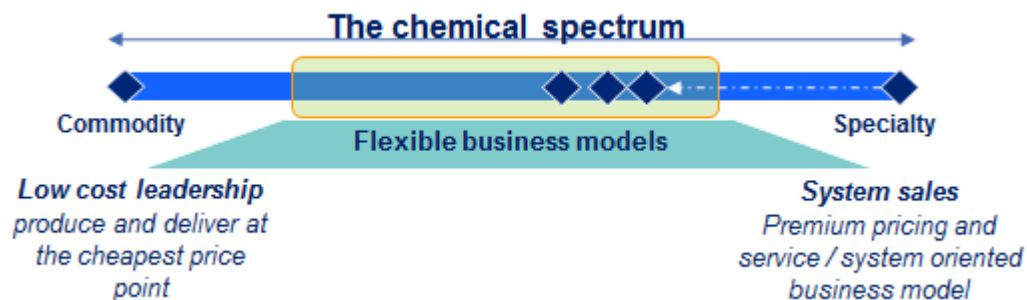 The chemical spectrum
Commodity
Specialty
Flexible business models
Low cost leadership
produce and deliver at
the cheapest price
point
System sales
Premium pricing and
service / system oriented
business model